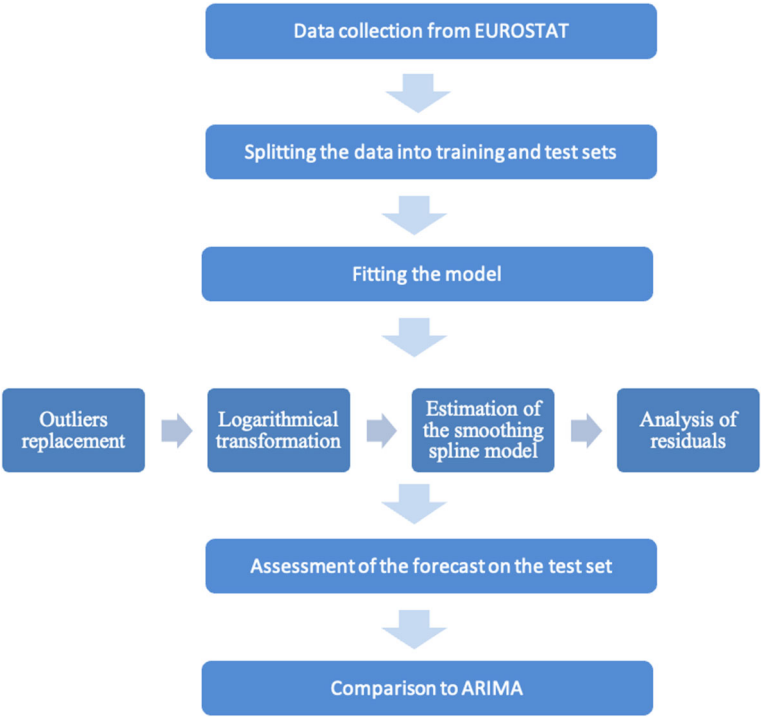 Data collection from EUROSTAT
Splitting the data into training and test sets
Fitting the model
Outliers
replacement
Logarithmical
transformation
Estimation of
the smoothing
spline model
Analysis of
residuals
Assessment of the forecast on the test set
Comparison to ARIMA